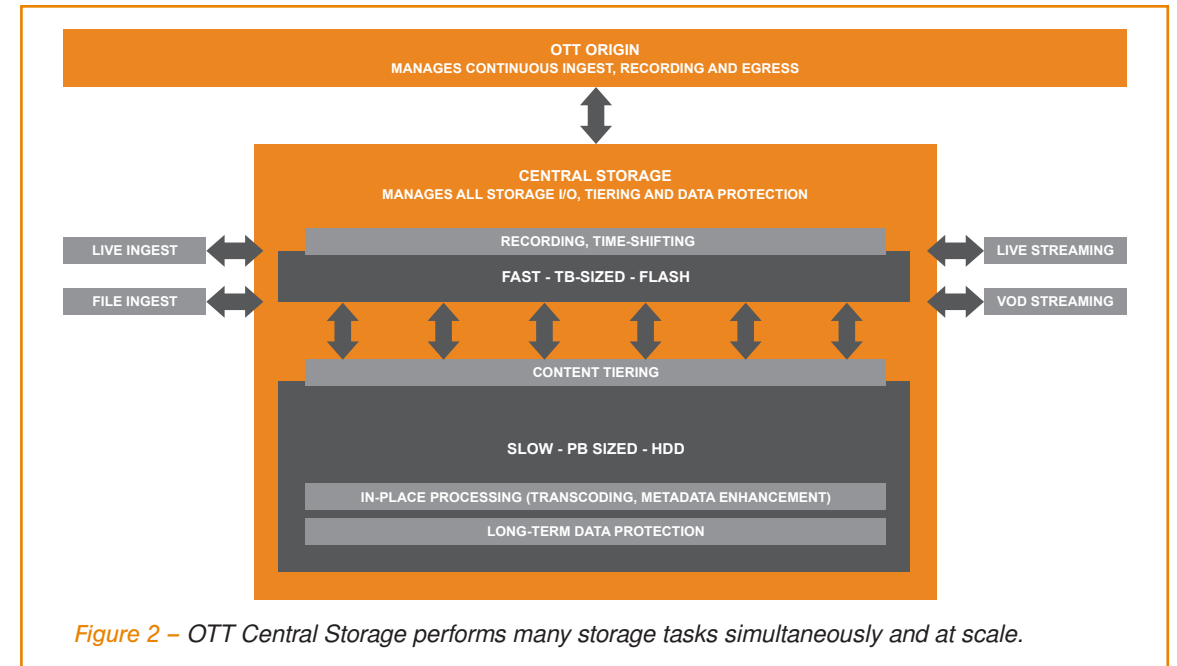 OTT ORIGIN
MANAGES CONTINUOUS INGEST, RECORDING AND EGRESS
CENTRAL STORAGE
MANAGES ALL STORAGE I/O, TIERING AND DATA PROTECTION
LIVE INGEST
FILE INGEST
RECORDING, TIME-SHIFTING
FAST - TB-SIZED - FLASH
LIVE STREAMING
VOD STREAMING
CONTENT TIERING
SLOW - PB SIZED - HDD
IN-PLACE PROCESSING (TRANSCODING, METADATA ENHANCEMENT)
LONG-TERM DATA PROTECTION
Figure 2 – OTT Central Storage performs many storage tasks simultaneously and at scale.